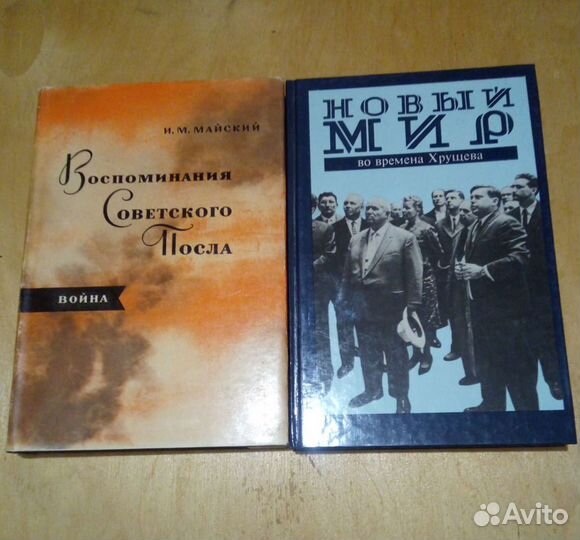 И. М. МАЙСКИЙ
ВОСПОМИНАНИЯ
СОВЕТСКОГО
ПОСЛА
ВОЙНА
НОВЫЙ
МИР
во времена Хрущева
Avito